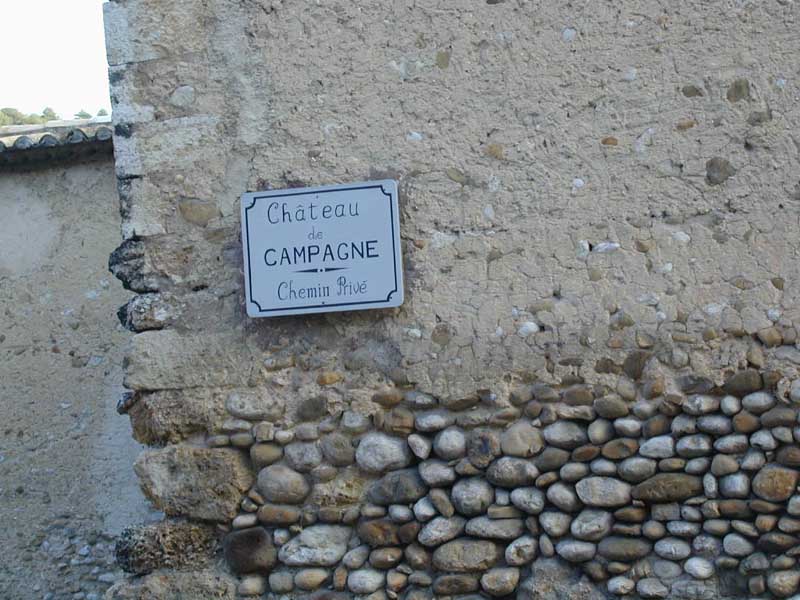 Château
de
CAMPAGNE
Chemin Privé